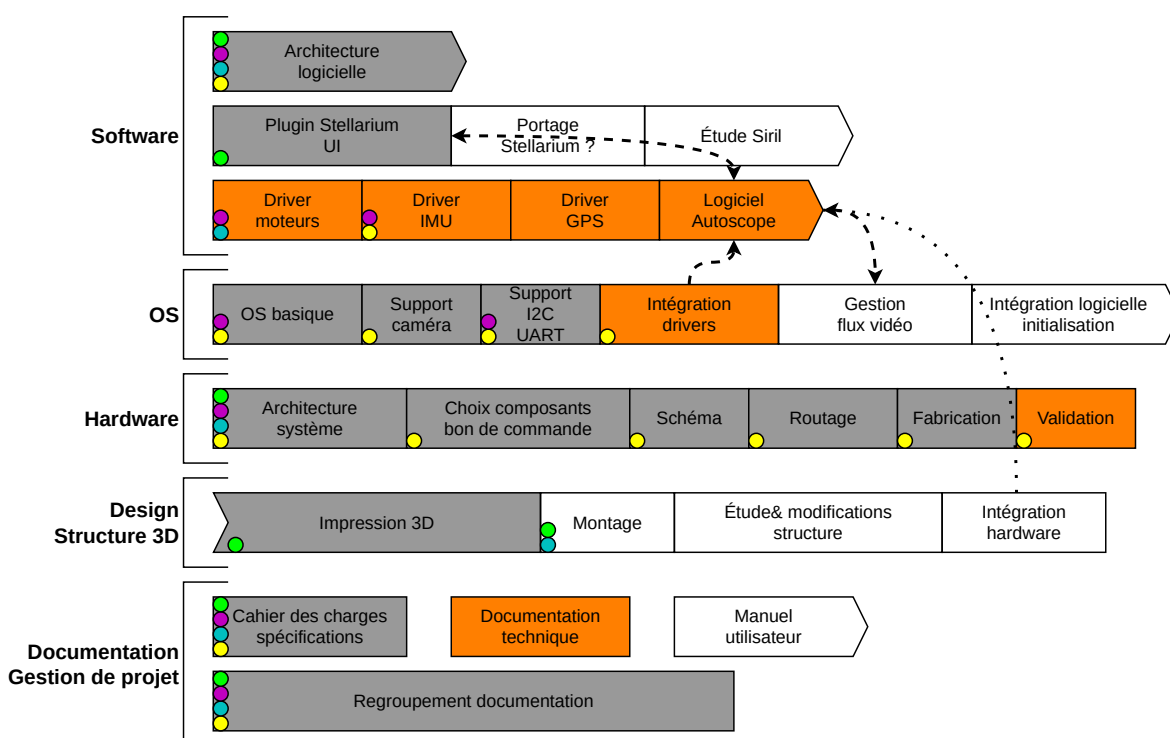 Architecture
logicielle
Software
Plugin Stellarium
UI
Portage
Stellarium ?
Étude Siril
Driver
moteurs
Driver
IMU
Driver
GPS
Logiciel
Autoscope
OS
OS basique
Support
caméra
Support
I2C
UART
Intégration
drivers
Gestion
flux vidéo
Intégration logicielle
initialisation
Hardware
Architecture
système
Choix composants
bon de commande
Schéma
Routage
Fabrication
Validation
Design
Structure 3D
Impression 3D
Montage
Étude& modifications
structure
Intégration
hardware
Documentation
Gestion de projet
Cahier des charges
spécifications
Documentation
technique
Manuel
utilisateur
Regroupement documentation